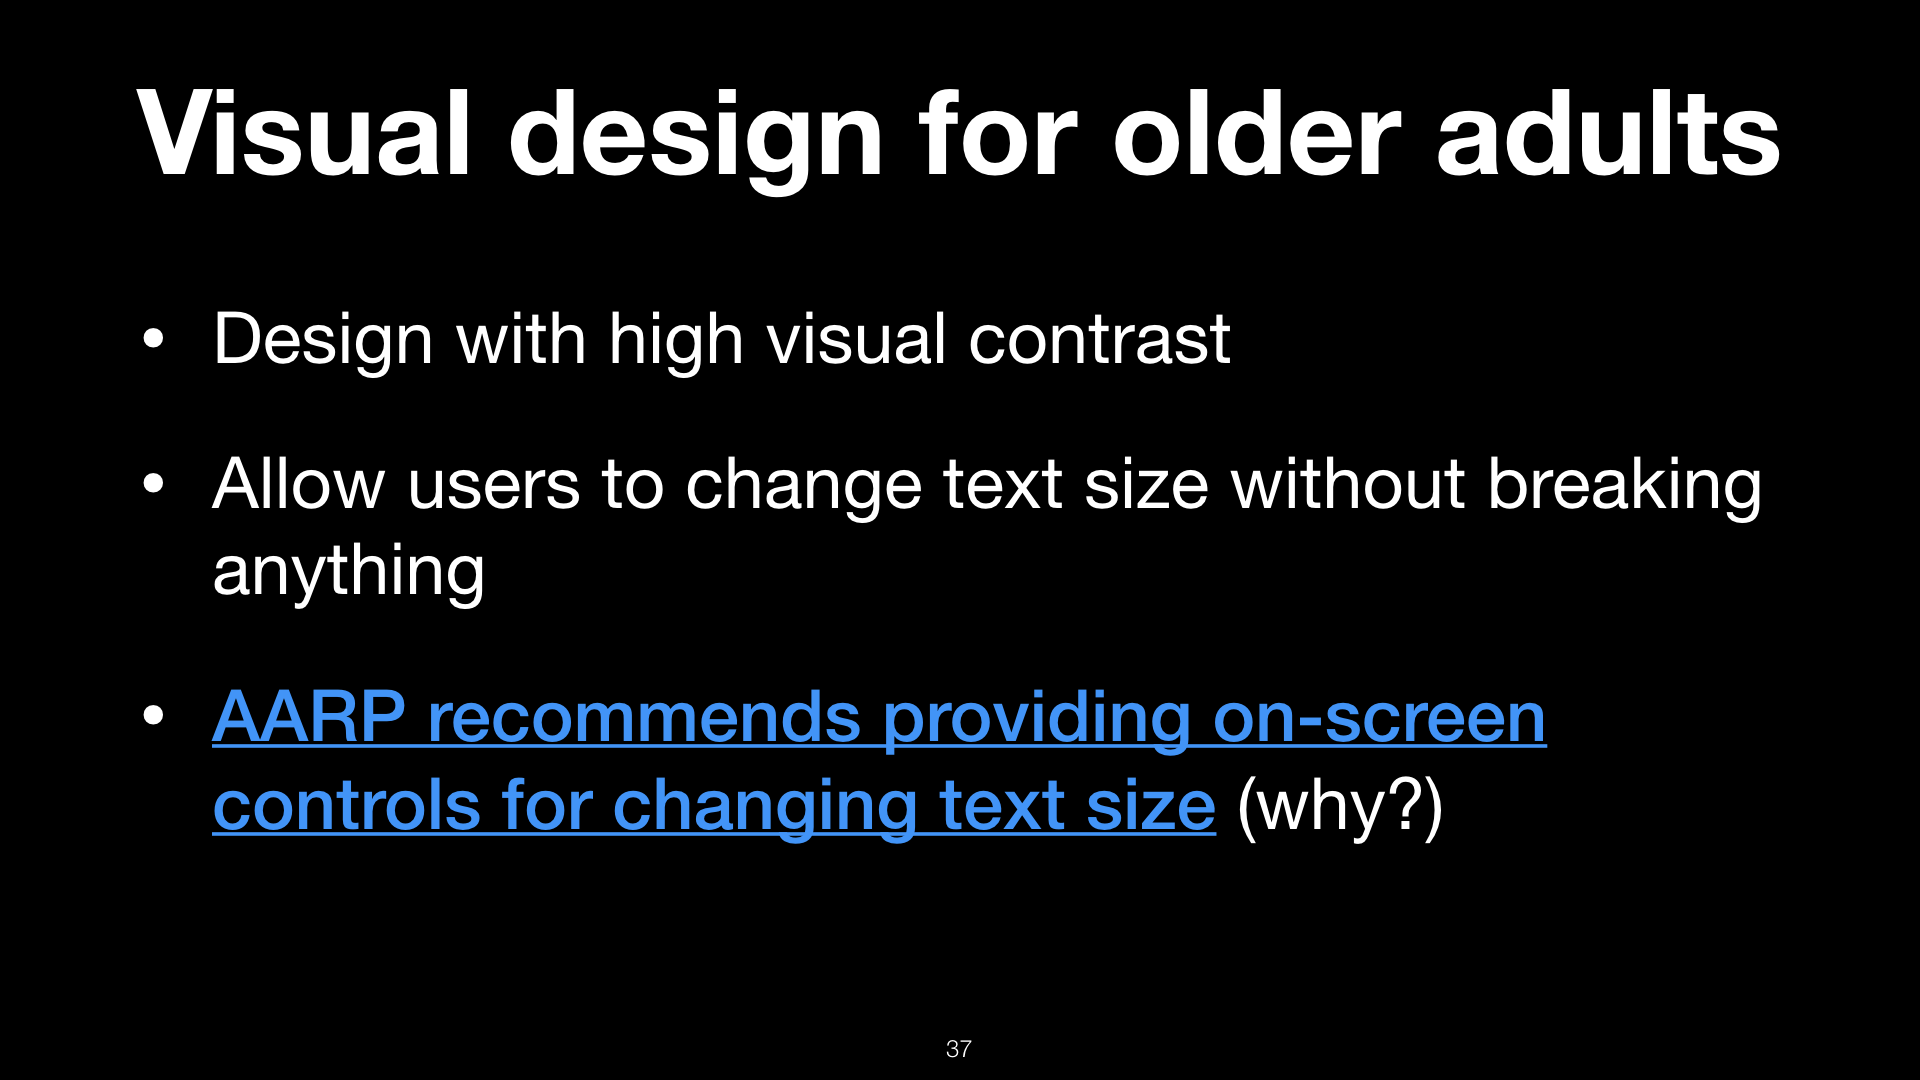 Visual design for older adults
• Design with high visual contrast
• Allow users to change text size without breaking
anything
• AARP recommends providing on-screen
controls for changing text size (why?)
37